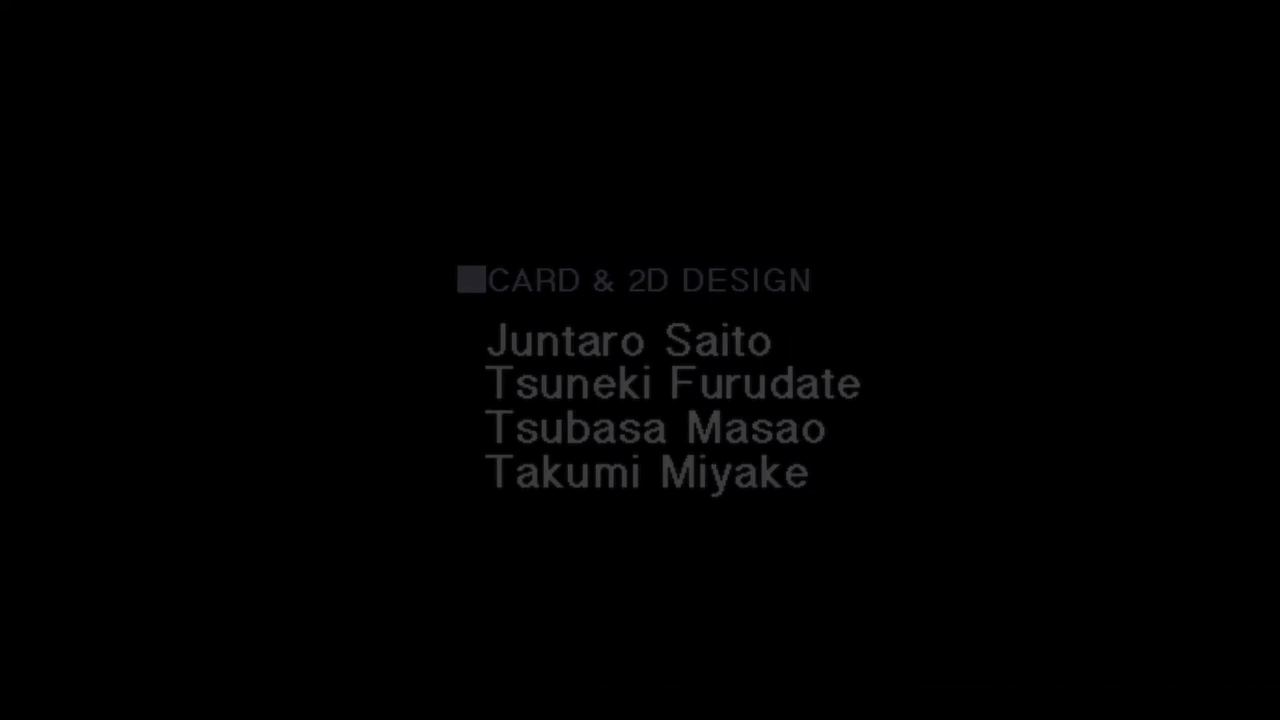 ■CARD & 2D DESIGN
Juntaro Saito
Tsuneki Furudate
Tsubasa Masao
Takumi Miyake